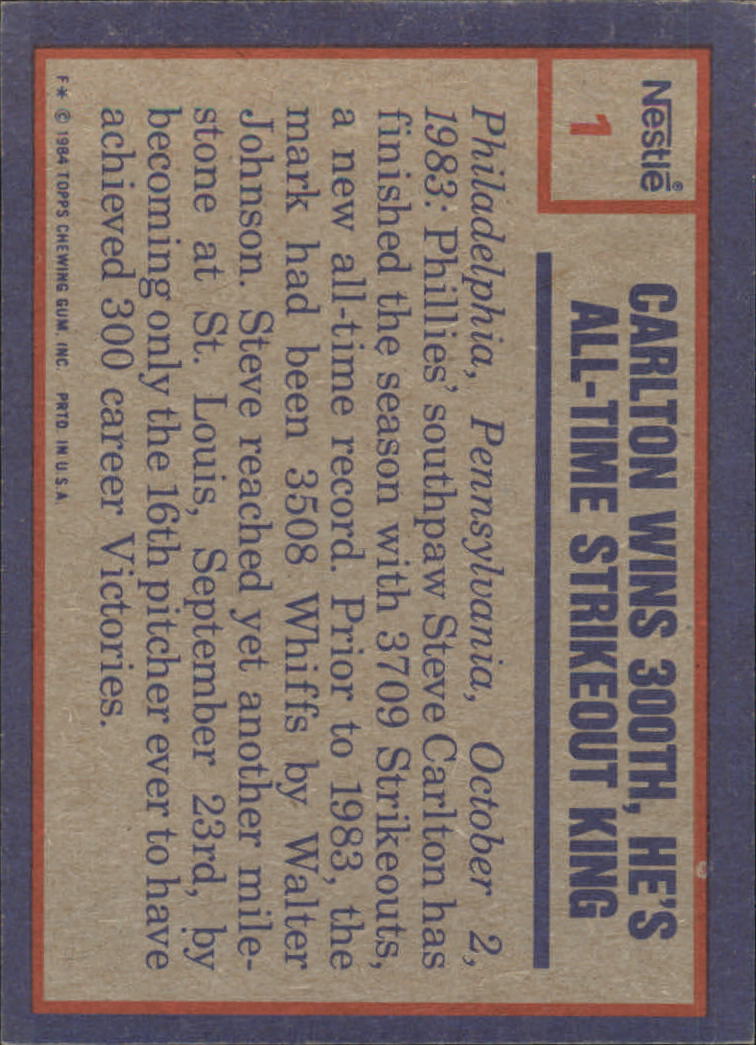 Nestlé®
1
CARLTON WINS 300TH, HE'S
ALL-TIME STRIKEOUT KING
Philadelphia, Pennsylvania, October 2,
1983: Phillies' southpaw Steve Carlton has
finished the season with 3709 Strikeouts,
a new all-time record. Prior to 1983, the
mark had been 3508 Whiffs by Walter
Johnson. Steve reached yet another mile-
stone at St. Louis, September 23rd, by
becoming only the 16th pitcher ever to have
achieved 300 career Victories.
F* © 1984 TOPPS CHEWING GUM, INC. PRTD. IN U.S.A.